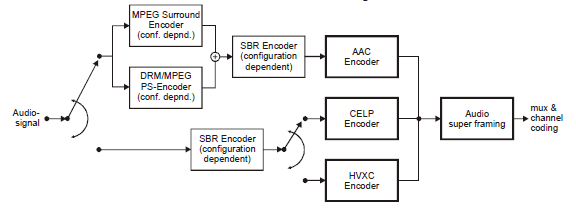 MPEG Surround
Encoder
(conf. depnd.)
DRM/MPEG
PS-Encoder
(conf. depnd.)
SBR Encoder
(configuration
dependent)
AAC
Encoder
Audio-
signal
SBR Encoder
(configuration
dependent)
CELP
Encoder
HVXC
Encoder
Audio
super framing
mux &
channel
coding